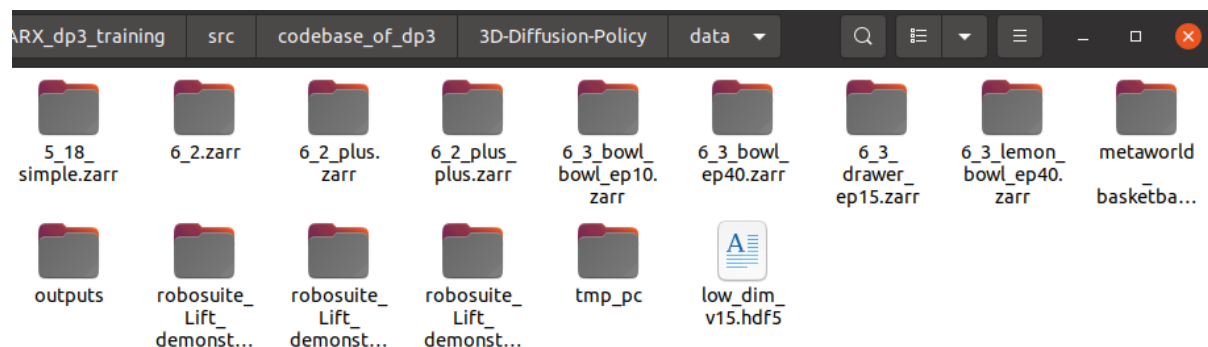 ARX_dp3_training src codebase_of_dp3 3D-Diffusion-Policy data
5_18_
simple.zarr
6_2.zarr
6_2_plus.
zarr
6_2_plus_
plus.zarr
6_3_bowl_
bowl_ep10.
zarr
6_3_bowl_
ep40.zarr
6_3_
drawer_
ep15.zarr
6_3_lemon_
bowl_ep40.
zarr
metaworld
_
basketba...
outputs
robosuite_
Lift_
demonst...
robosuite_
Lift_
demonst...
robosuite_
Lift_
demonst...
tmp_pc
A
low_dim_
v15.hdf5